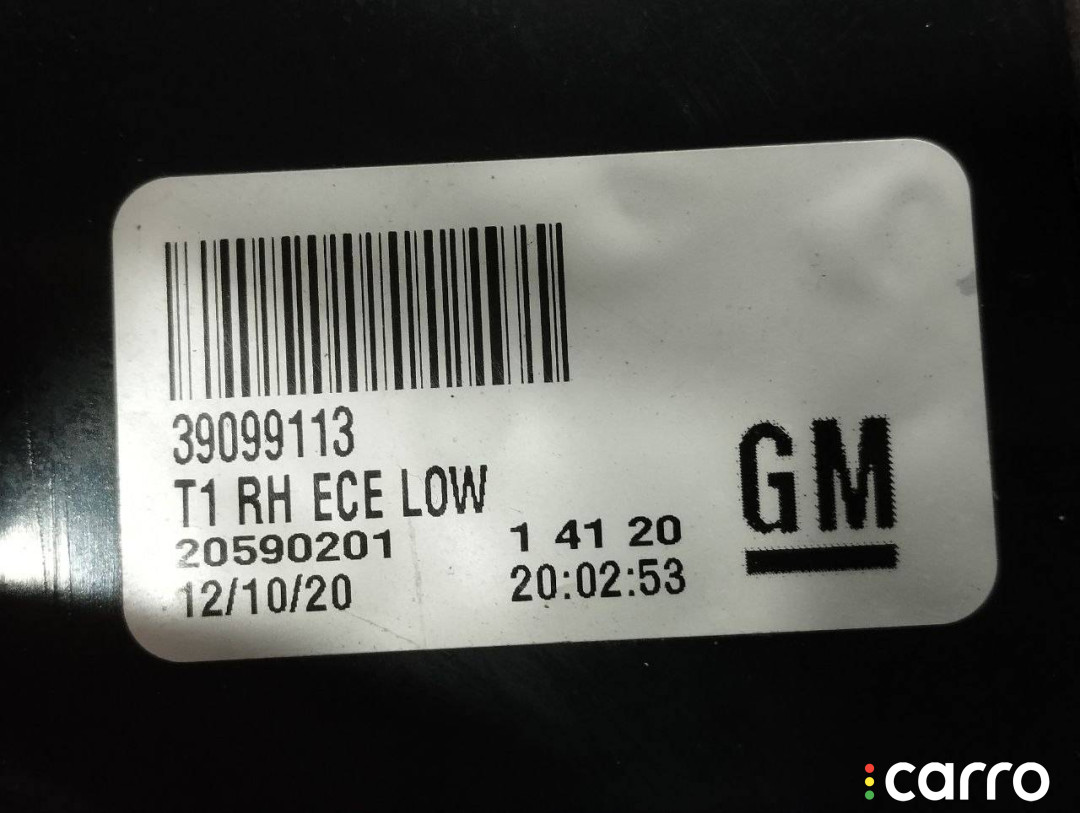 39099113
T1 RH ECE LOW
20590201 1 41 20
12/10/20 20:02:53
GM
carro